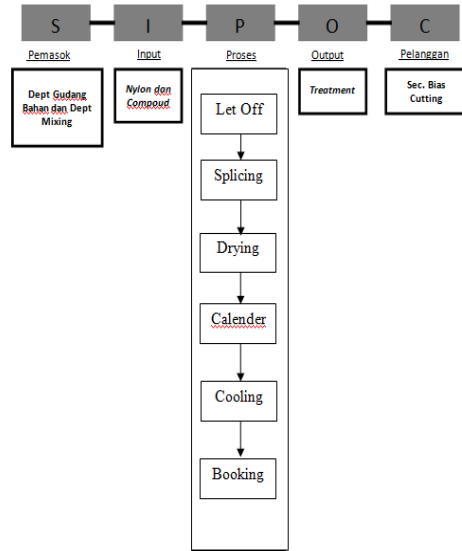 S I P O C
Pemasok Input Proses Output Pelanggan
Dept Gudang
Bahan dan Dept
Mixing
Nylon dan
Compoud
Treatment
Sec. Bias
Cutting
Let Off
Splicing
Drying
Calender
Cooling
Booking